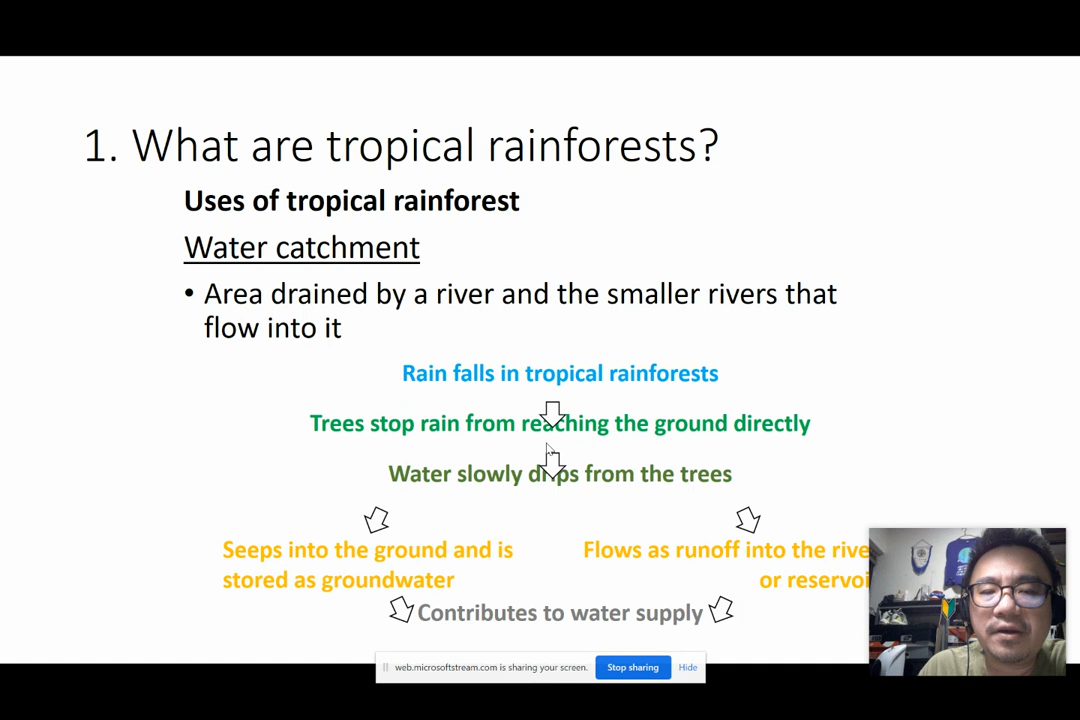 1. What are tropical rainforests?
Uses of tropical rainforest
Water catchment
• Area drained by a river and the smaller rivers that
flow into it
Rain falls in tropical rainforests
Trees stop rain from reaching the ground directly
Water slowly drips from the trees
Seeps into the ground and is
stored as groundwater
Flows as runoff into the rive
or reservoi
Contributes to water supply
web.microsoftstream.com is sharing your screen.
Stop sharing
Hide